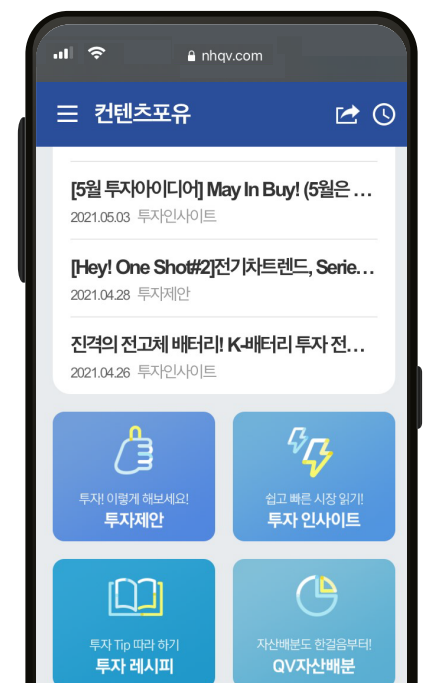 nhqv.com
컨텐츠포유
[5월 투자아이디어] May In Buy! (5월은 ...
2021.05.03 투자인사이트
[Hey! One Shot#2]전기차트렌드, Serie...
2021.04.28 투자제안
진격의 전고체 배터리! K-배터리 투자 전...
2021.04.26 투자인사이트
투자! 이렇게 해보세요!
투자제안
쉽고 빠른 시장 읽기!
투자 인사이트
투자 Tip 따라 하기
투자 레시피
자산배분도 한걸음부터!
QV자산배분